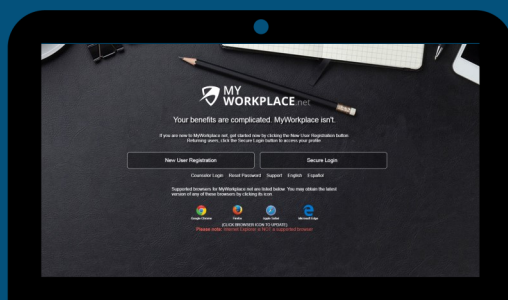 MY
WORKPLACE.net
Your benefits are complicated. MyWorkplace isn't.
If you are new to MyWorkplace.net, get started now by clicking the New User Registration button.
Returning users, click the Secure Login button to access your profile.
New User Registration
Secure Login
Counselor Login Reset Password Support English Español
Supported browsers for MyWorkplace.net are listed below. You may obtain the latest
version of any of these browsers by clicking its icon.
Google Chrome
Firefox
Apple Safari
Microsoft Edge
(CLICK BROWSER ICON TO UPDATE)
Please note: Internet Explorer is NOT a supported browser